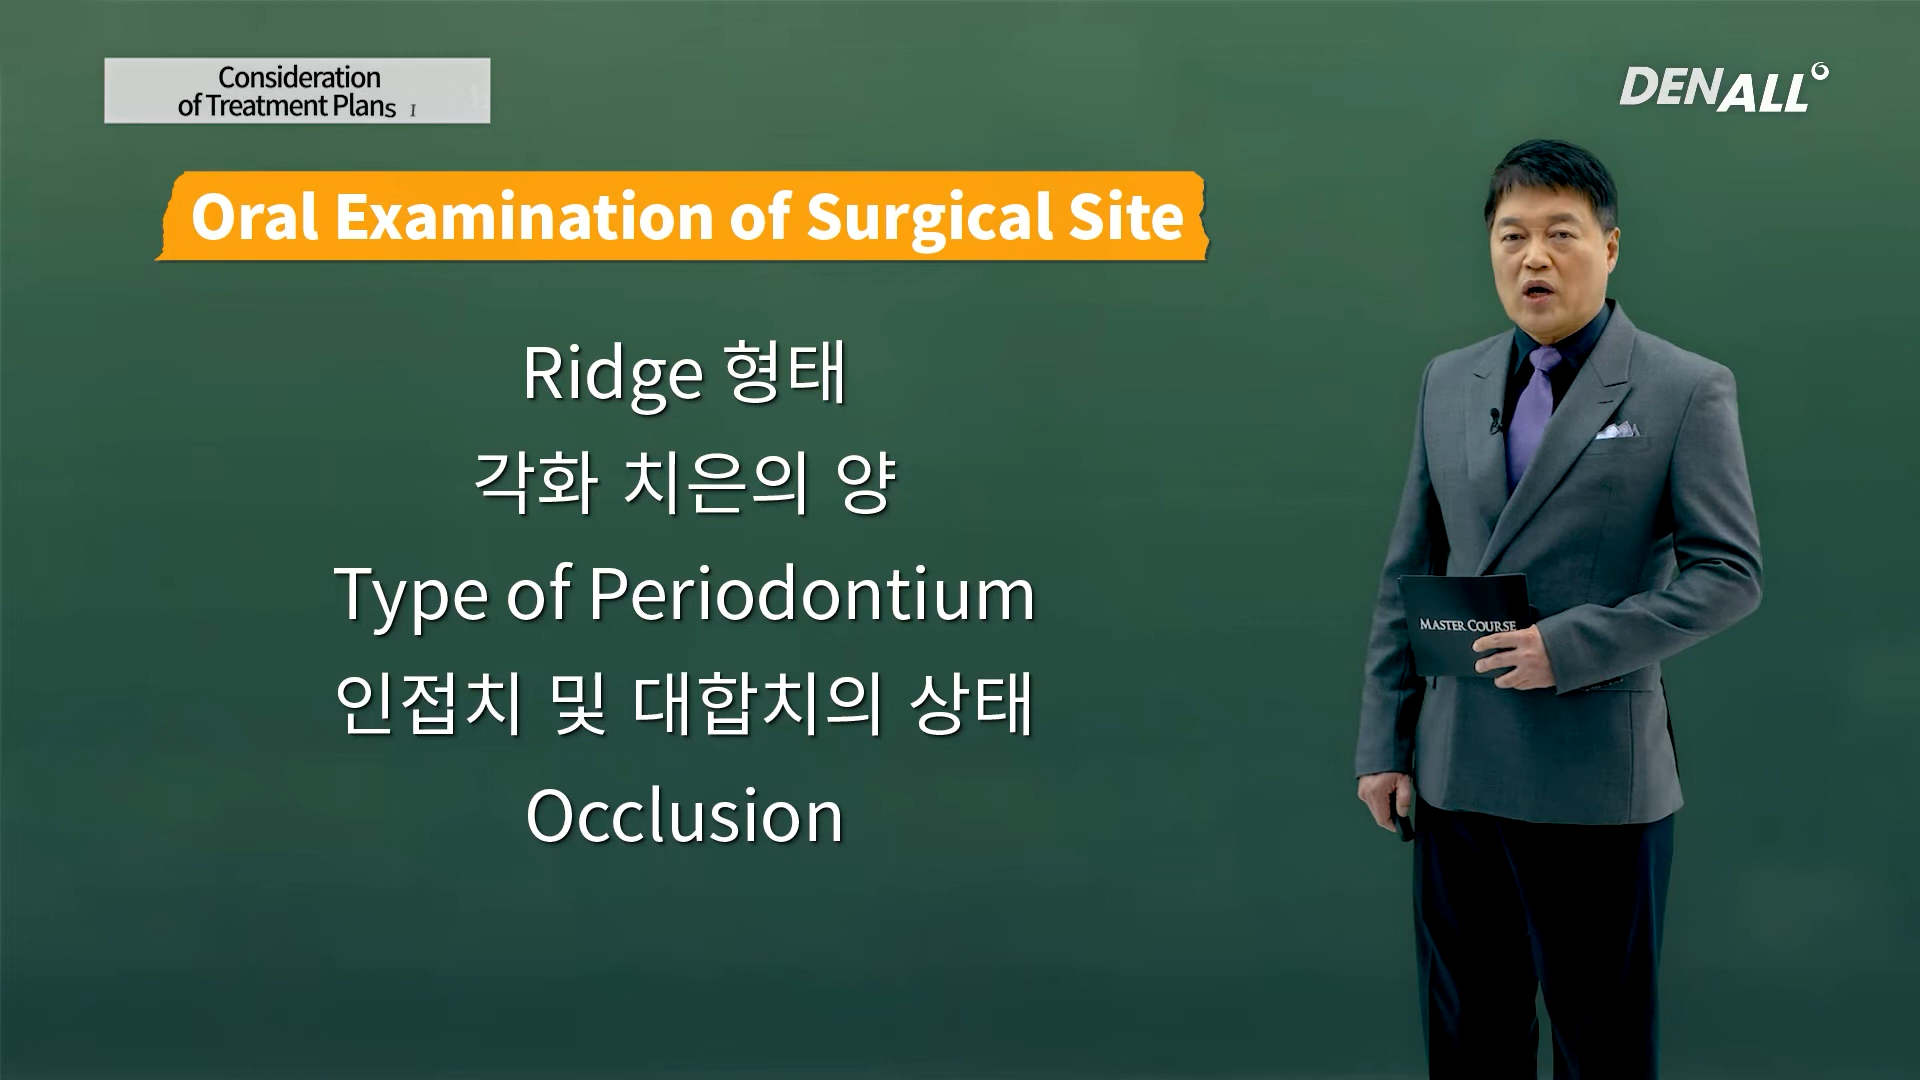 Consideration
of Treatment Plans I
DENALL
Oral Examination of Surgical Site
Ridge 형태
각화 치은의 양
Type of Periodontium
인접치 및 대합치의 상태
Occlusion
MASTER COURSE